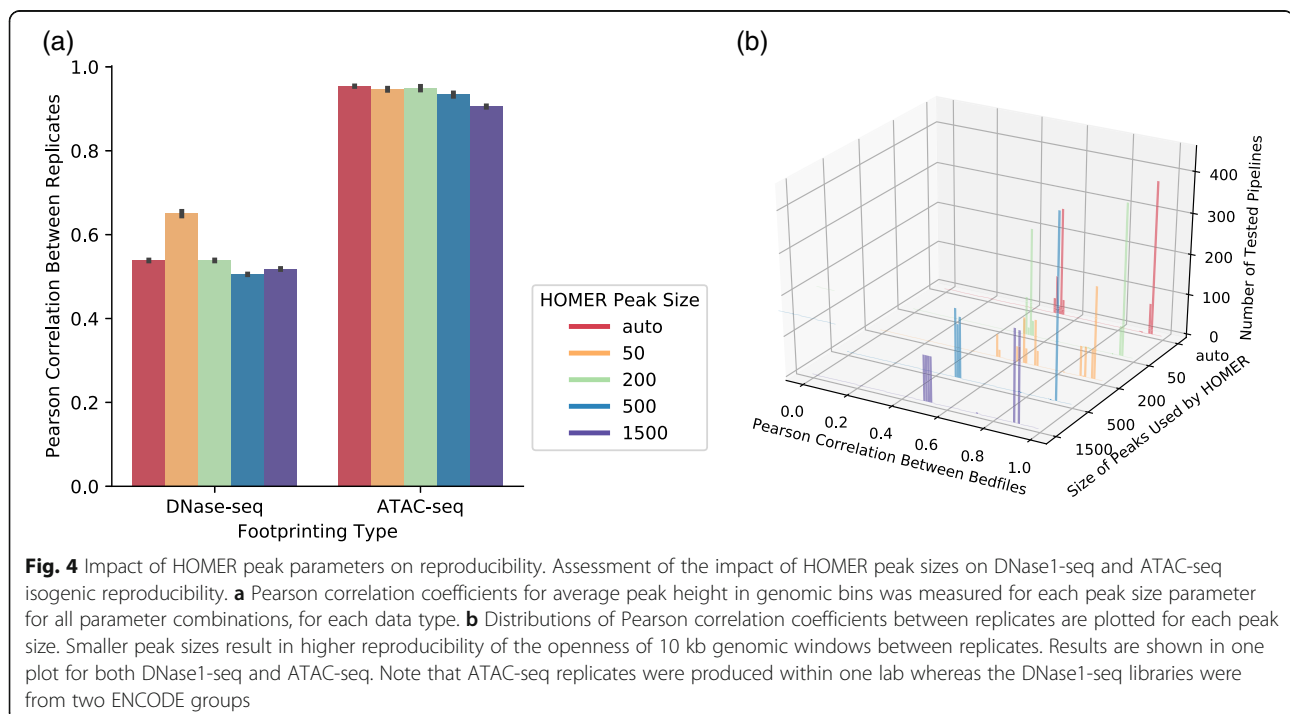 (a)
1.0
0.8
0.6
0.4
0.2
0.0
Pearson Correlation Between Replicates
DNase-seq
ATAC-seq
Footprinting Type
HOMER Peak Size
auto
50
200
500
1500
(b)
400
300
200
100
0
Number of Tested Pipelines
auto
50
200
500
1500
Size of Peaks Used by HOMER
0.0
0.2
0.4
0.6
0.8
1.0
Pearson Correlation Between Bedfiles
Fig. 4 Impact of HOMER peak parameters on reproducibility. Assessment of the impact of HOMER peak sizes on DNase1-seq and ATAC-seq
isogenic reproducibility. a Pearson correlation coefficients for average peak height in genomic bins was measured for each peak size parameter
for all parameter combinations, for each data type. b Distributions of Pearson correlation coefficients between replicates are plotted for each peak
size. Smaller peak sizes result in higher reproducibility of the openness of 10 kb genomic windows between replicates. Results are shown in one
plot for both DNase1-seq and ATAC-seq. Note that ATAC-seq replicates were produced within one lab whereas the DNase1-seq libraries were
from two ENCODE groups